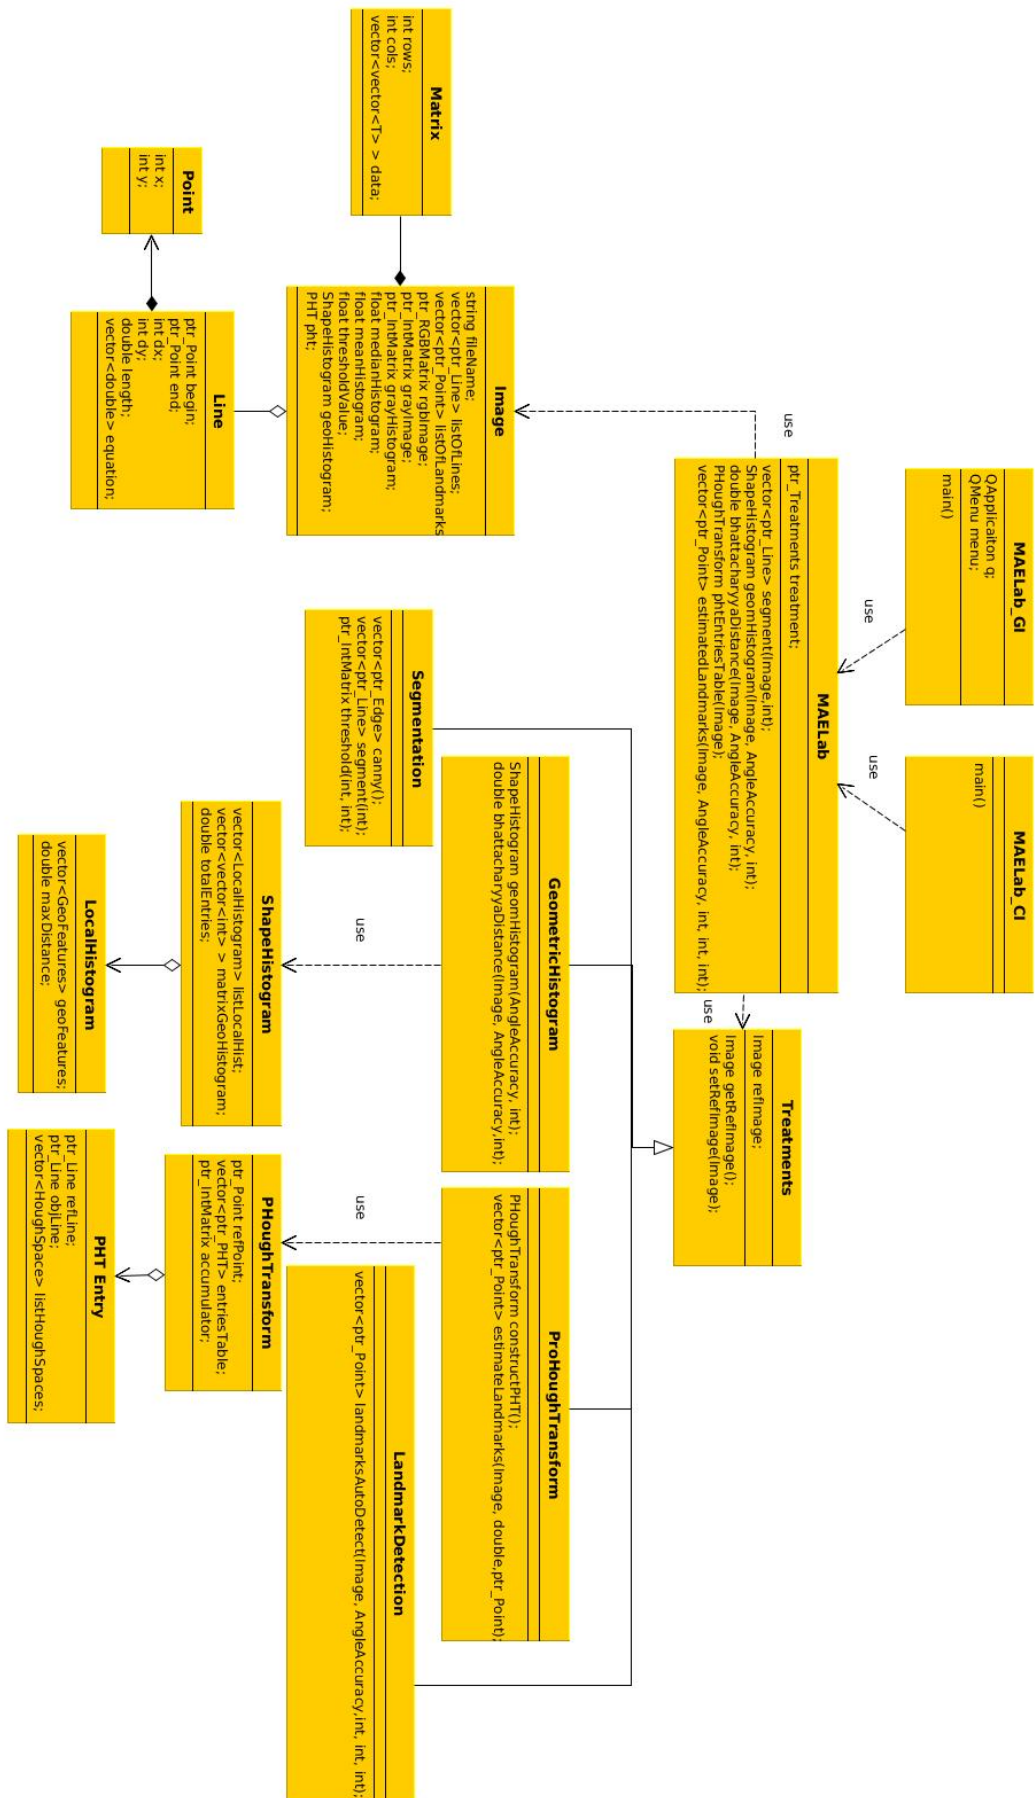 MAELab_GI
QApplicaiton q;
QMenu menu;
main()
MAELab_CI
main()
use
use
use
MAELab
ptr_Treatments treatment;
vector<ptr_Line> segment(Image,int);
ShapeHistogram geomHistogram(Image, AngleAccuracy, int);
double bhattacharyyaDistance(Image, AngleAccuracy, int);
PHoughTransform phtEntriesTable(Image);
vector<ptr_Point> estimatedLandmarks(Image, AngleAccuracy, int, int, int);
use
Treatments
Image refImage;
Image getRefImage();
void setRefImage(Image);
Matrix
int rows;
int cols;
vector<vector<T> > data;
Image
string fileName;
vector<ptr_Line> listOfLines;
vector<ptr_Point> listOfLandmarks
ptr_RGBMatrix rgbImage;
ptr_IntMatrix grayImage;
ptr_IntMatrix grayHistogram;
float medianHistogram;
float meanHistogram;
float thresholdValue;
ShapeHistogram geoHistogram;
PHT pht;
Point
int x;
int y;
Line
ptr_Point begin;
ptr_Point end;
int dx;
int dy;
double length;
vector<double> equation;
Segmentation
vector<ptr_Edge> canny();
vector<ptr_Line> segment(int);
ptr_IntMatrix threshold(int, int);
GeometricHistogram
ShapeHistogram geomHistogram(AngleAccuracy, int);
double bhattacharyyaDistance(Image, AngleAccuracy,int);
ProHoughTransform
PHoughTransform constructPHT();
vector<ptr_Point> estimateLandmarks(Image, double,ptr_Point);
LandmarkDetection
vector<ptr_Point> landmarksAutoDetect(Image, AngleAccuracy,int, int, int);
use
use
ShapeHistogram
vector<LocalHistogram> listLocalHist;
vector<vector<int> > matrixGeoHistogram;
double totalEntries;
PHoughTransform
ptr_Point refPoint;
vector<ptr_PHT> entriesTable;
ptr_IntMatrix accumulator;
LocalHistogram
vector<GeoFeatures> geoFeatures;
double maxDistance;
PHT Entry
ptr_Line refLine;
ptr_Line objLine;
vector<HoughSpace> listHoughSpaces;